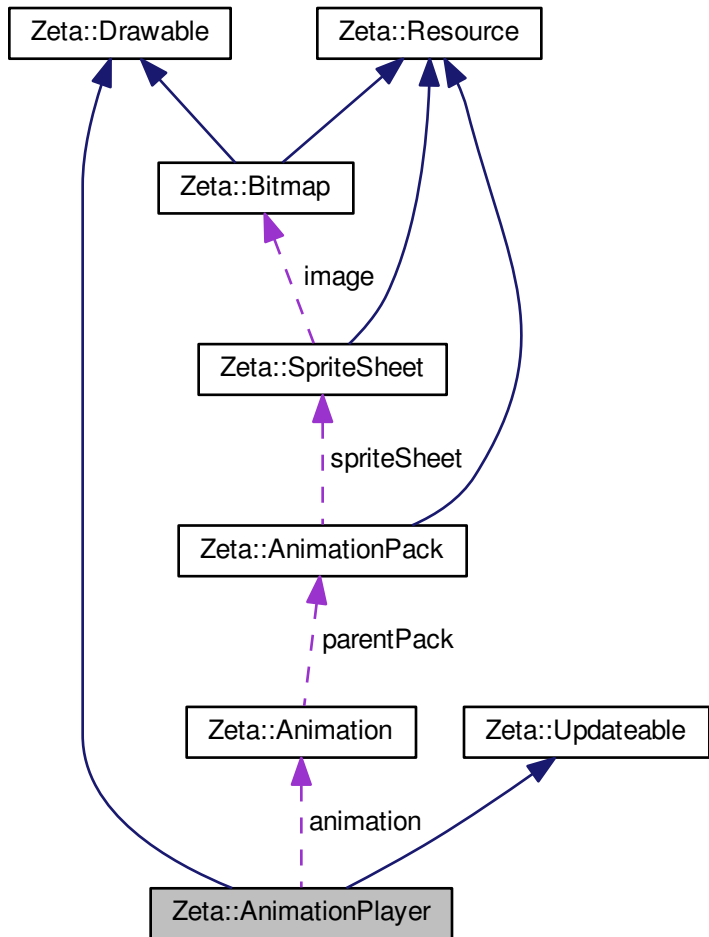 Zeta::Drawable
Zeta::Resource
Zeta::Bitmap
image
Zeta::SpriteSheet
spriteSheet
Zeta::AnimationPack
parentPack
Zeta::Animation
Zeta::Updateable
animation
Zeta::AnimationPlayer